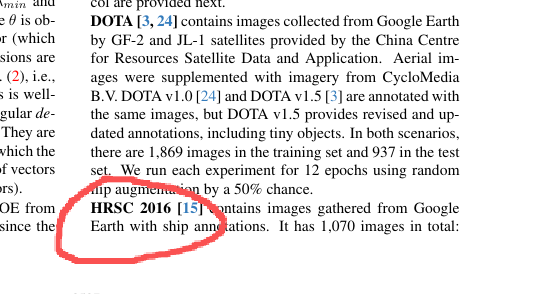 min and
e θ is ob-
or (which
sions are
. (2), i.e.,
s is well-
gular de-
They are
which the
of vectors
ors).
OE from
since the
col are provided next.
DOTA [3, 24] contains images collected from Google Earth
by GF-2 and JL-1 satellites provided by the China Centre
for Resources Satellite Data and Application. Aerial im-
ages were supplemented with imagery from CycloMedia
B.V. DOTA v1.0 [24] and DOTA v1.5 [3] are annotated with
the same images, but DOTA v1.5 provides revised and up-
dated annotations, including tiny objects. In both scenarios,
there are 1,869 images in the training set and 937 in the test
set. We run each experiment for 12 epochs using random
flip augmentation by a 50% chance.
HRSC 2016 [15] contains images gathered from Google
Earth with ship annotations. It has 1,070 images in total: